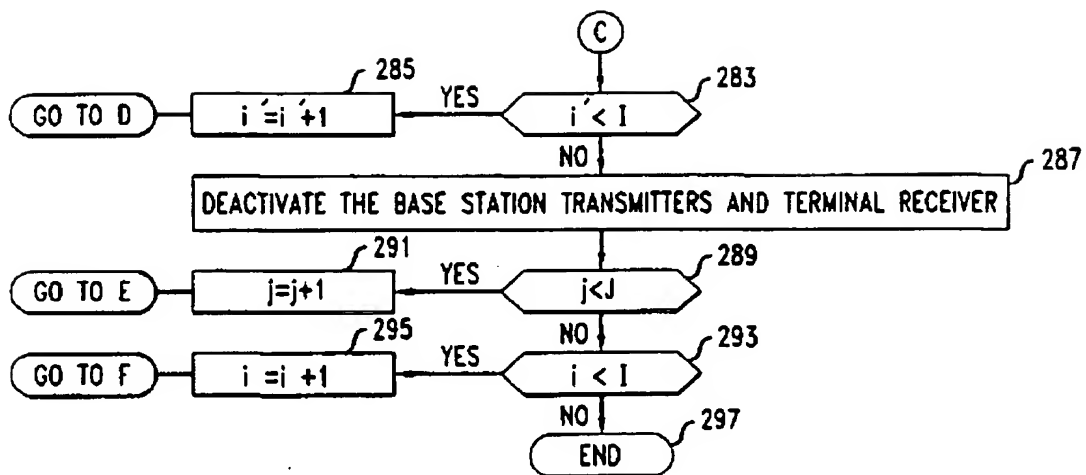 C
285
283
GO TO D
i'=i'+1
YES
i'< I
NO
287
DEACTIVATE THE BASE STATION TRANSMITTERS AND TERMINAL RECEIVER
291
289
GO TO E
j=j+1
YES
j<J
NO
295
293
GO TO F
i =i +1
YES
i < I
NO
297
END